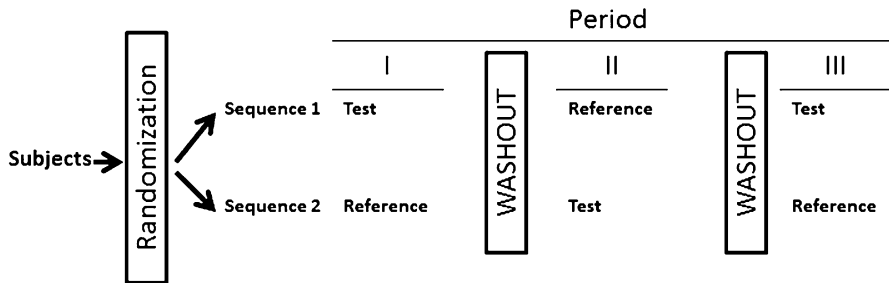 Period
I II III
Subjects
Randomization
Sequence 1 Test Reference Test
WASHOUT
WASHOUT
Sequence 2 Reference Test Reference